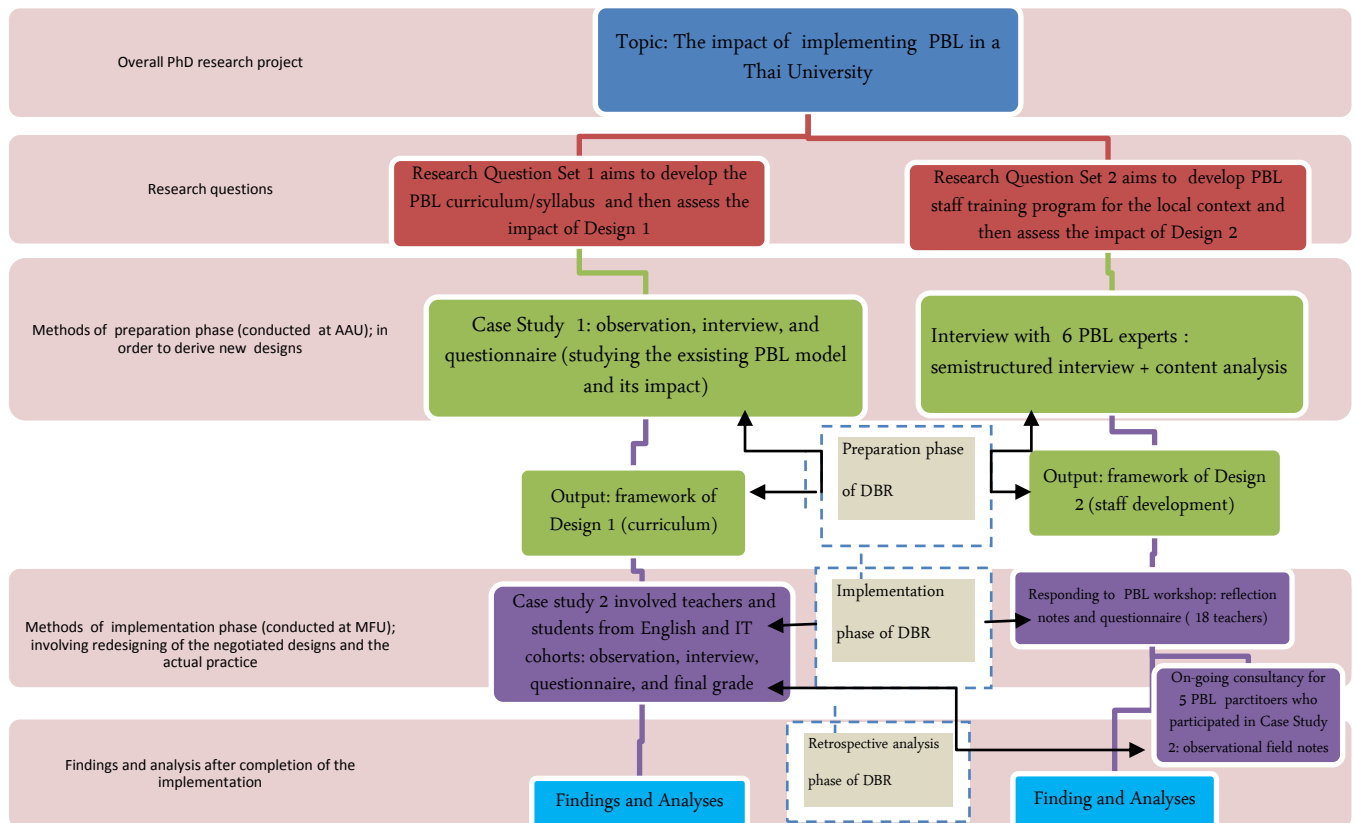 Topic: The impact of implementing PBL in a
Thai University
Overall PhD research project
Research questions
Research Question Set 1 aims to develop the
PBL curriculum/syllabus and then assess the
impact of Design 1
Research Question Set 2 aims to develop PBL
staff training program for the local context and
then assess the impact of Design 2
Methods of preparation phase (conducted at AAU); in
order to derive new designs
Case Study 1: observation, interview, and
questionnaire (studying the exsisting PBL model
and its impact)
Interview with 6 PBL experts :
semistructured interview + content analysis
Preparation phase
of DBR
Output: framework of
Design 1 (curriculum)
Output: framework of Design
2 (staff development)
Methods of implementation phase (conducted at MFU);
involving redesigning of the negotiated designs and the
actual practice
Case study 2 involved teachers and
students from English and IT
cohorts: observation, interview,
questionnaire, and final grade
Implementation
phase of DBR
Responding to PBL workshop: reflection
notes and questionnaire ( 18 teachers)
On-going consultancy for
5 PBL parctitoers who
participated in Case Study
2: observational field notes
Findings and analysis after completion of the
implementation
Retrospective analysis
phase of DBR
Findings and Analyses
Finding and Analyses